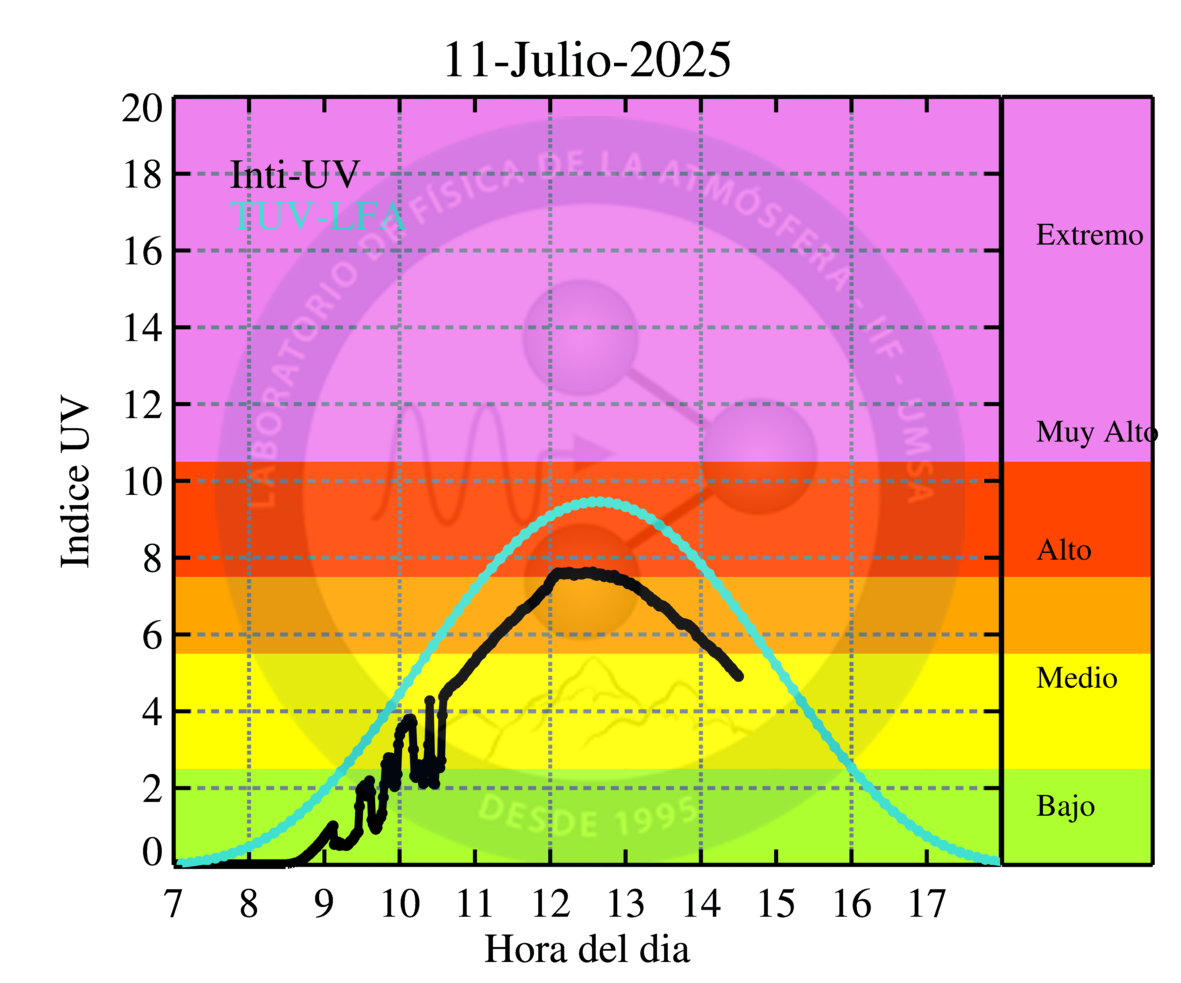 11-Julio-2025
Indice UV
20
18
16
14
12
10
8
6
4
2
0
Inti-UV
TUV-LFA
LABORATORIO DE FÍSICA DE LA ATMÓSFERA - IIF - UMSA
DESDE 1995
Extremo
Muy Alto
Alto
Medio
Bajo
7 8 9 10 11 12 13 14 15 16 17
Hora del dia